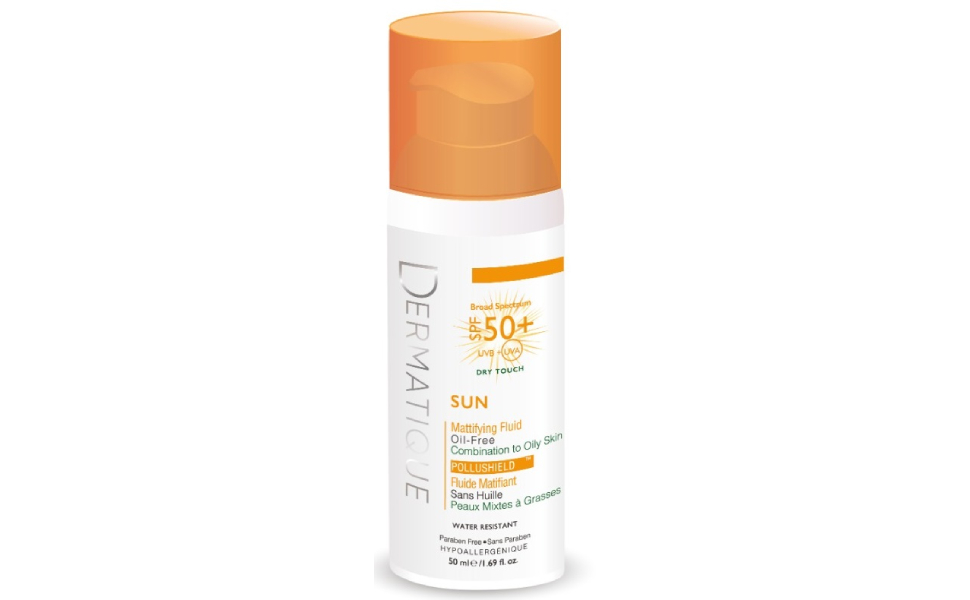 DERMATIQUE
Broad Spectrum
SPF 50+
UVB + UVA
DRY TOUCH
SUN
Mattifying Fluid
Oil-Free
Combination to Oily Skin
POLLUSHIELD™
Fluide Matifiant
Sans Huille
Peaux Mixtes à Grasses
WATER RESISTANT
Paraben Free • Sans Paraben
HYPOALLERGÉNIQUE
50 ml ℮ /1.69 fl. oz.